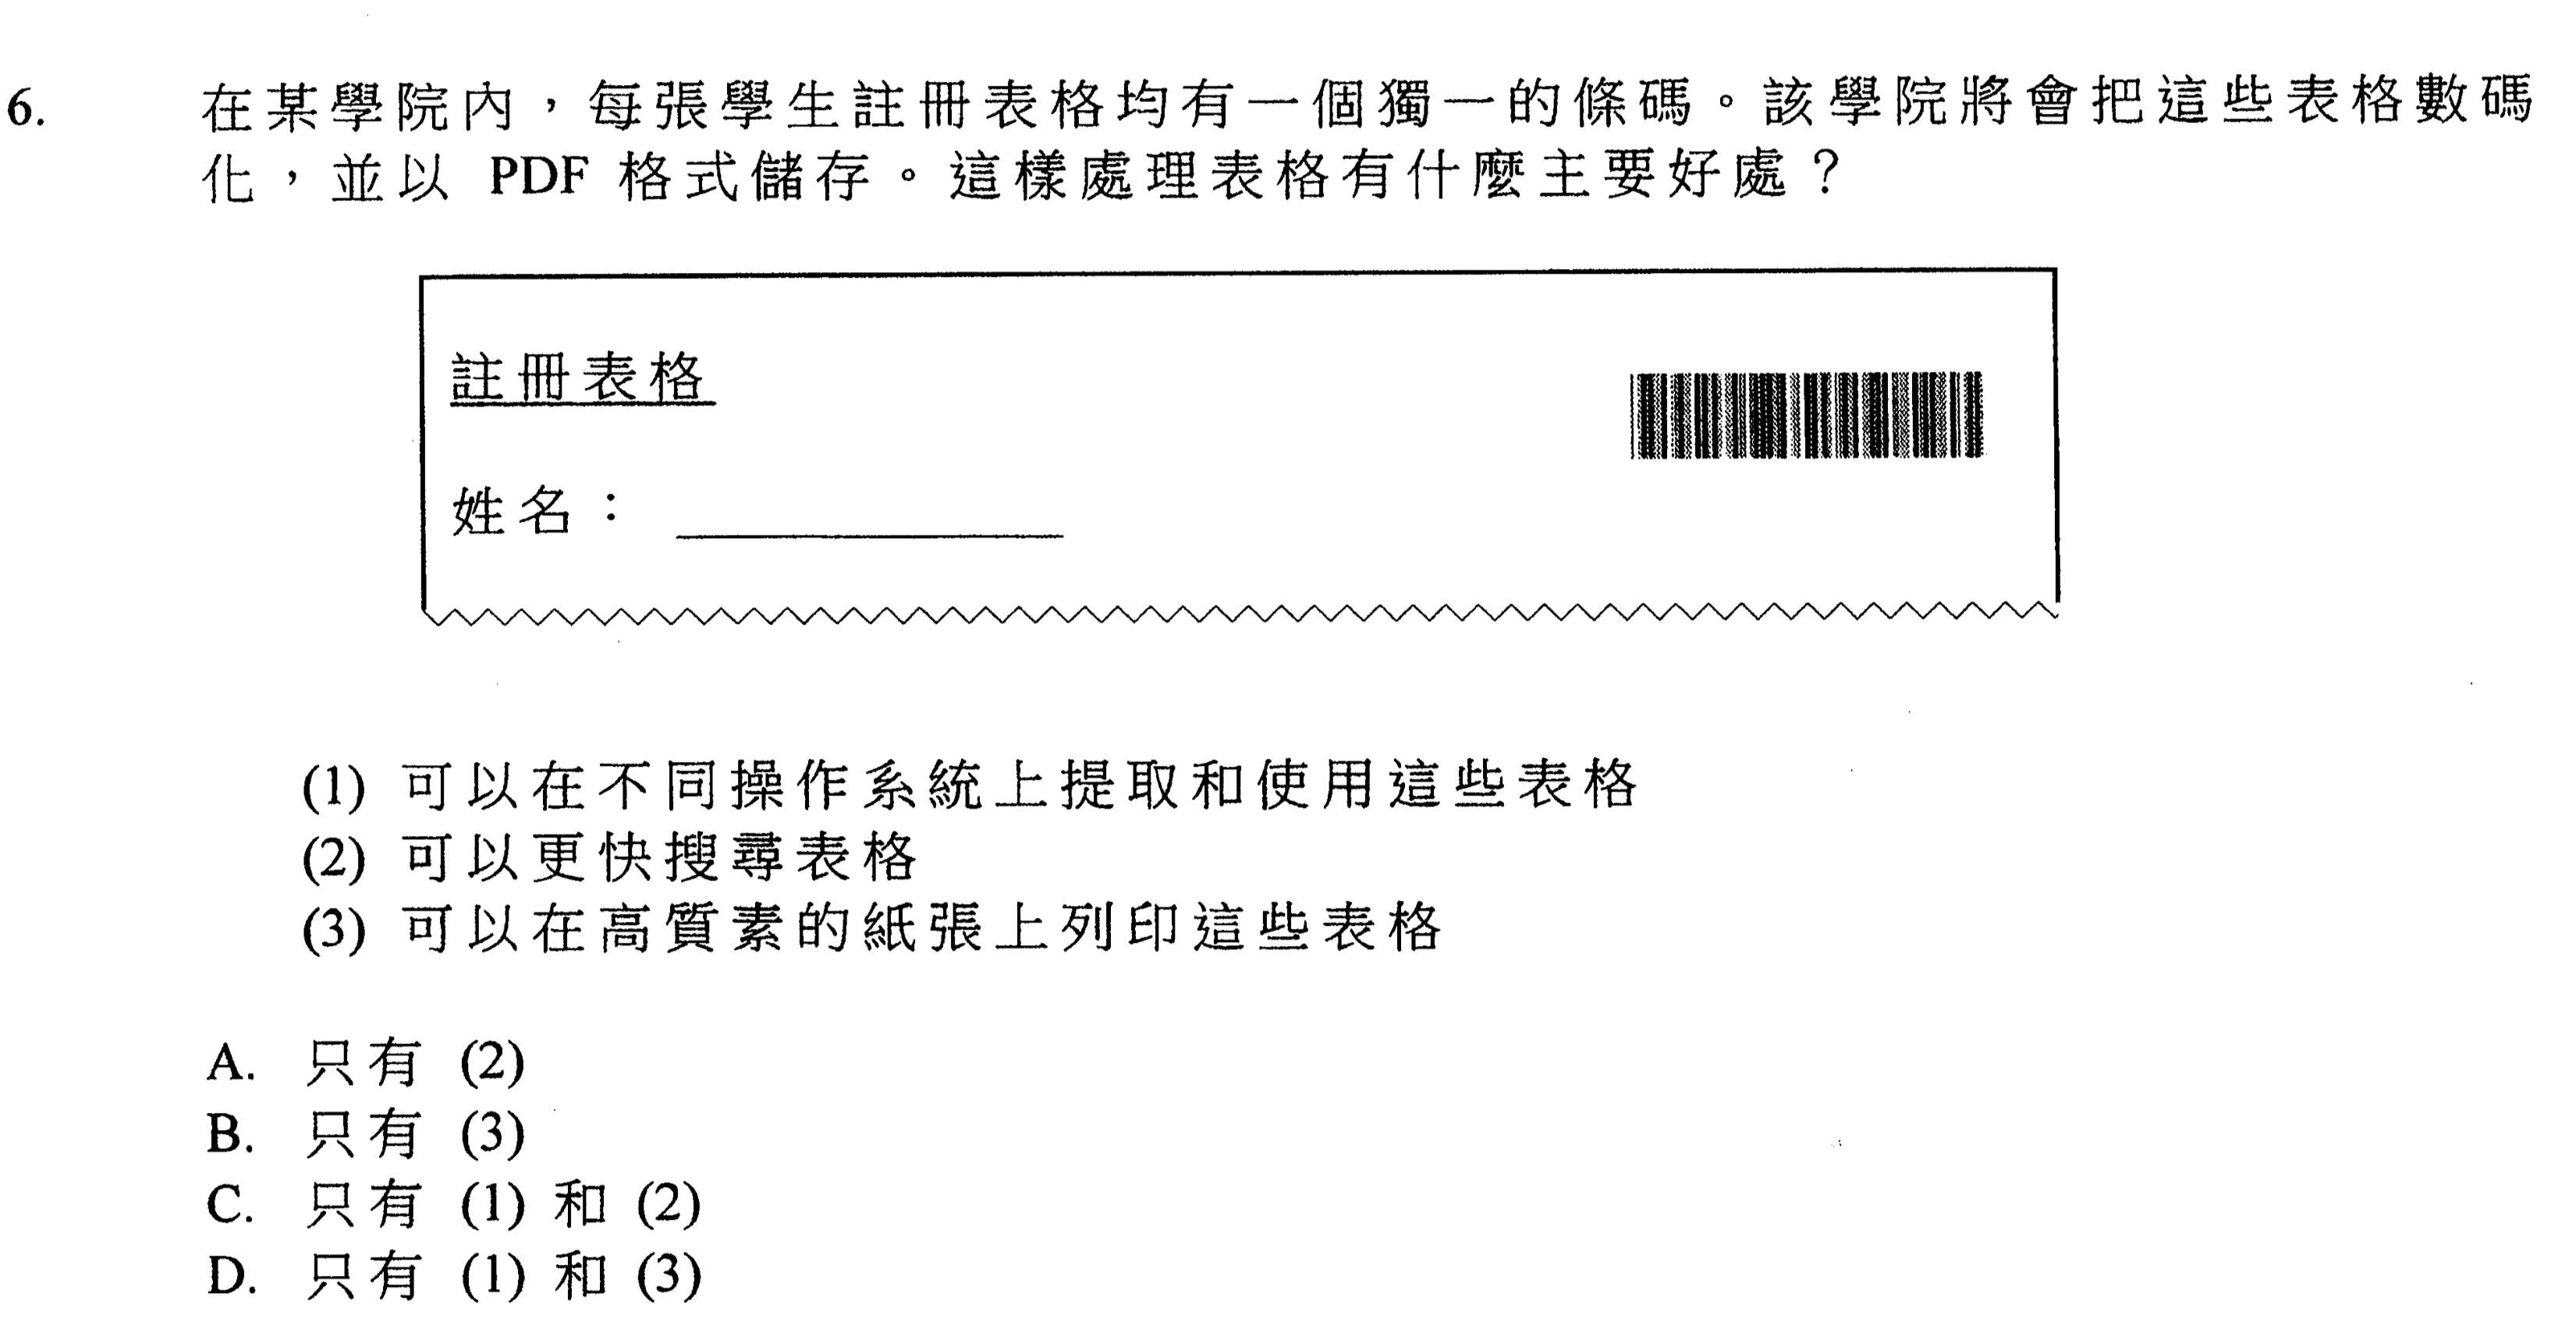 6. 在某學院內，每張學生註冊表格均有一個獨一的條碼。該學院將會把這些表格數碼
化，並以 PDF 格式儲存。這樣處理表格有什麼主要好處？
註冊表格
姓名：
(1) 可以在不同操作系統上提取和使用這些表格
(2) 可以更快搜尋表格
(3) 可以在高質素的紙張上列印這些表格
A. 只有 (2)
B. 只有 (3)
C. 只有 (1) 和 (2)
D. 只有 (1) 和 (3)